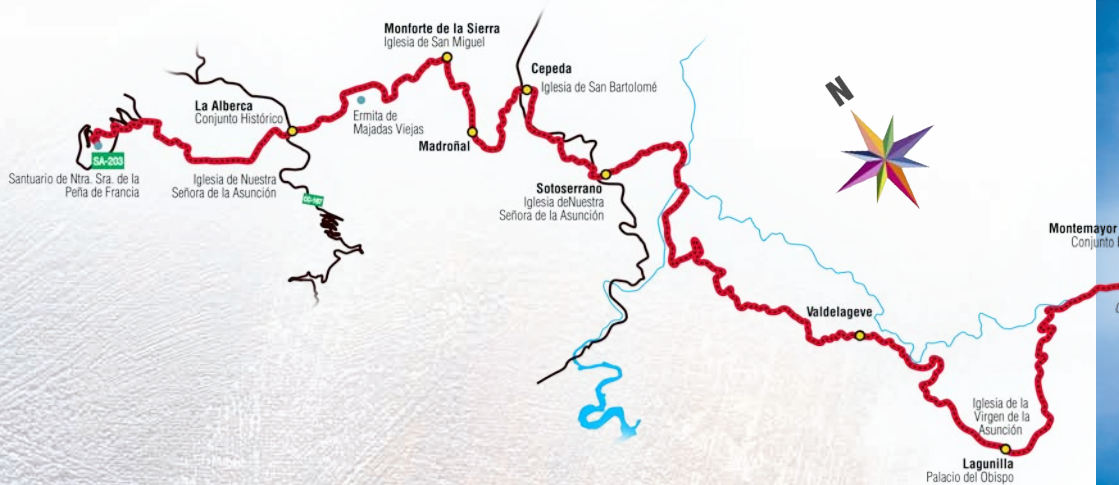 Monforte de la Sierra
Iglesia de San Miguel
Cepeda
Iglesia de San Bartolomé
N
La Alberca
Conjunto Histórico
Ermita de
Majadas Viejas
Madroñal
SA-203
Santuario de Ntra. Sra. de la
Peña de Francia
Iglesia de Nuestra
Señora de la Asunción
Sotoserrano
Iglesia deNuestra
Señora de la Asunción
Montemayor
Conjunto
Valdelageve
Iglesia de la
Virgen de la
Asunción
Lagunilla
Palacio del Obispo